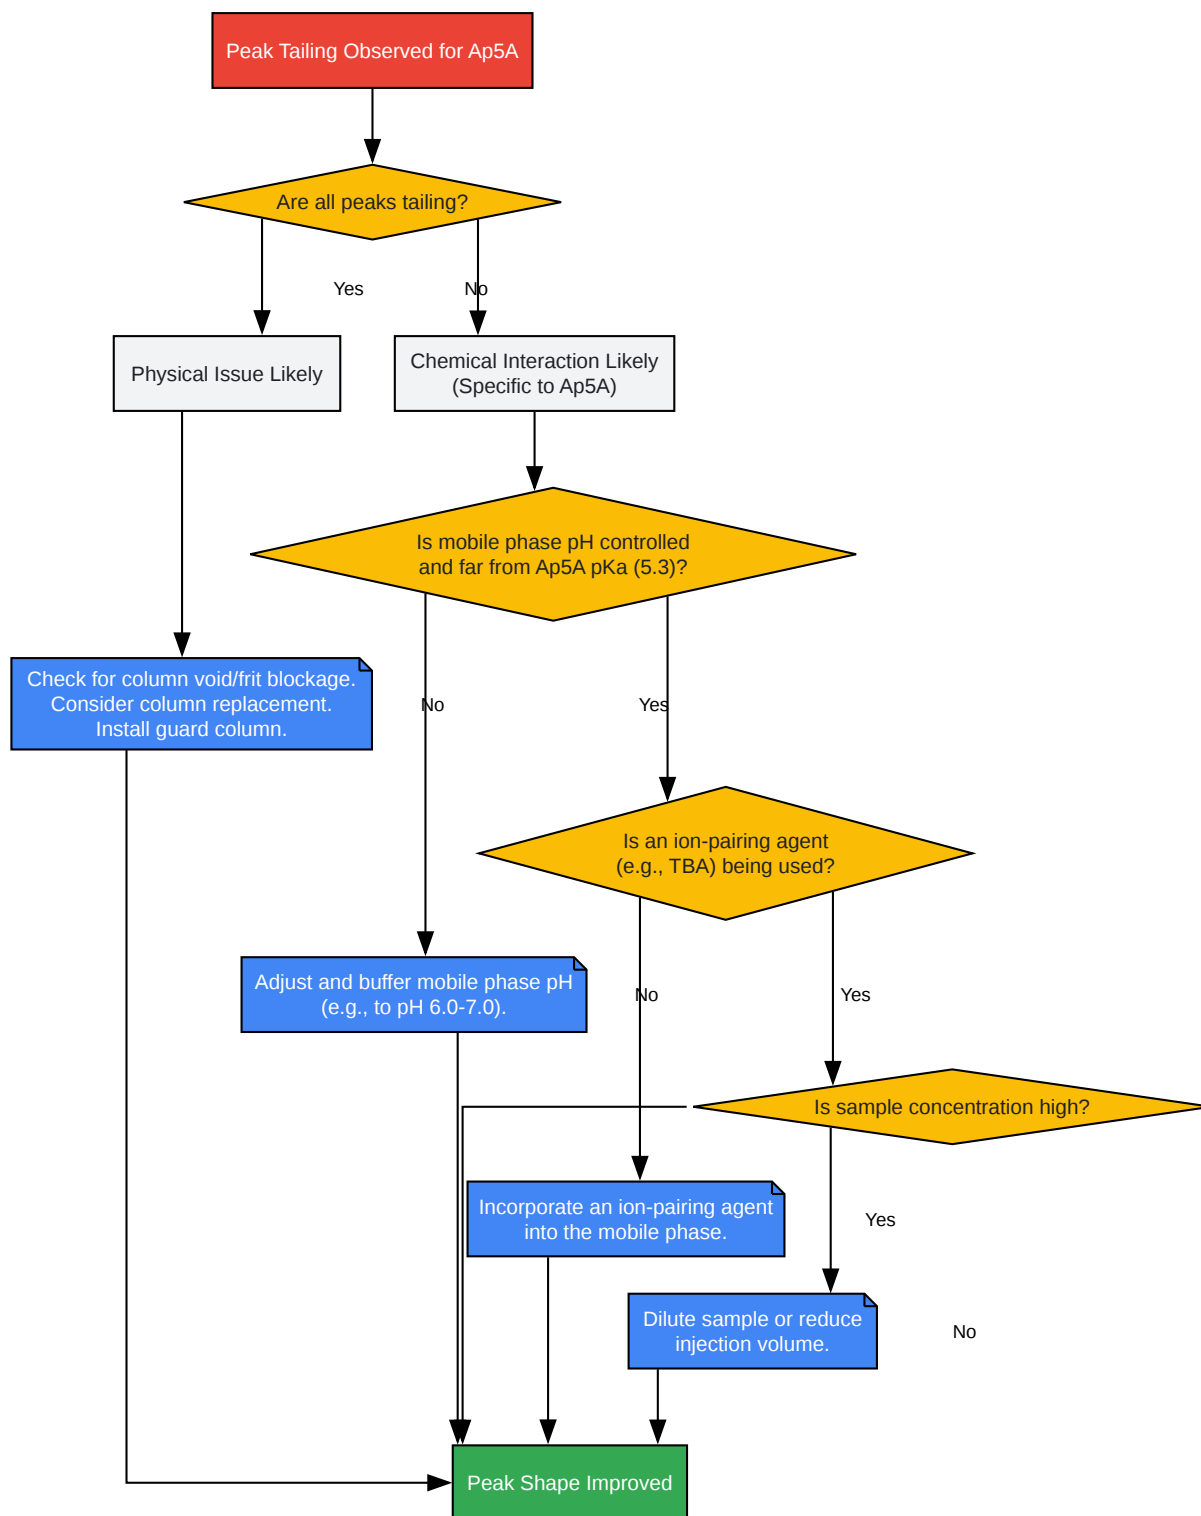 Peak Tailing Observed for Ap5A
Are all peaks tailing?
Yes
No
Physical Issue Likely
Chemical Interaction Likely
(Specific to Ap5A)
Is mobile phase pH controlled
and far from Ap5A pKa (5.3)?
Check for column void/frit blockage.
Consider column replacement.
Install guard column.
No
Yes
Is an ion-pairing agent
(e.g., TBA) being used?
Adjust and buffer mobile phase pH
(e.g., to pH 6.0-7.0).
No
Yes
Is sample concentration high?
Incorporate an ion-pairing agent
into the mobile phase.
Yes
Dilute sample or reduce
injection volume.
No
Peak Shape Improved